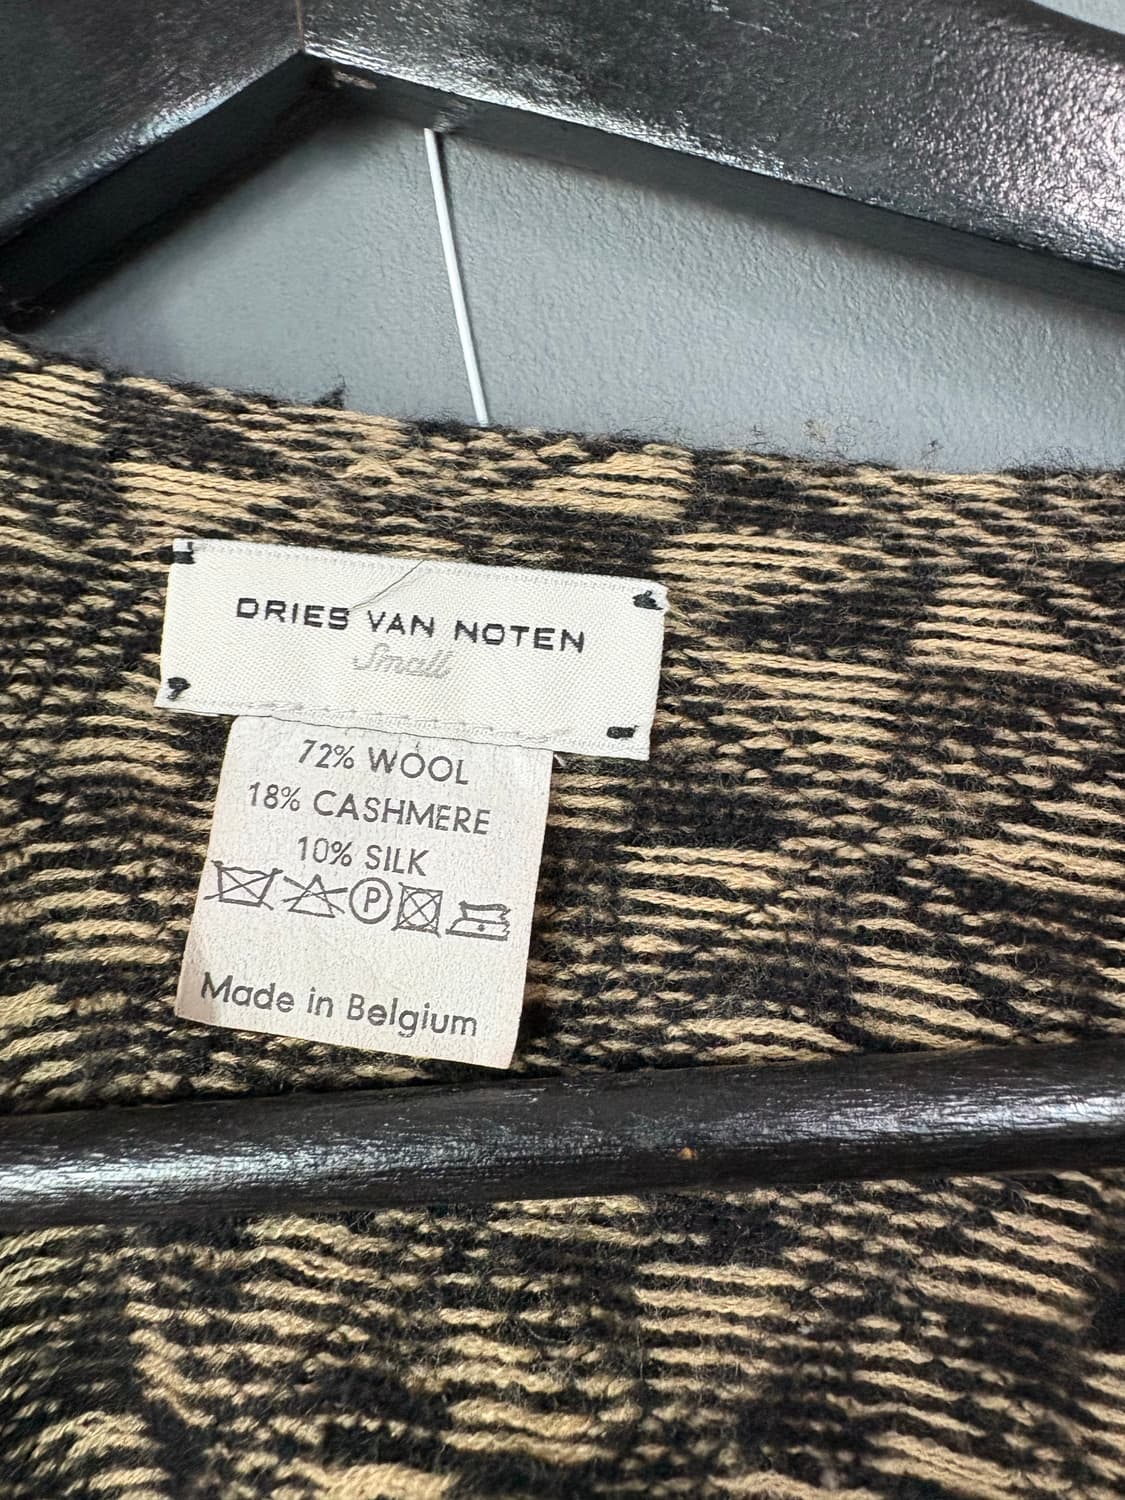 DRIES VAN NOTEN
Small
72% WOOL
18% CASHMERE
10% SILK
P
Made in Belgium